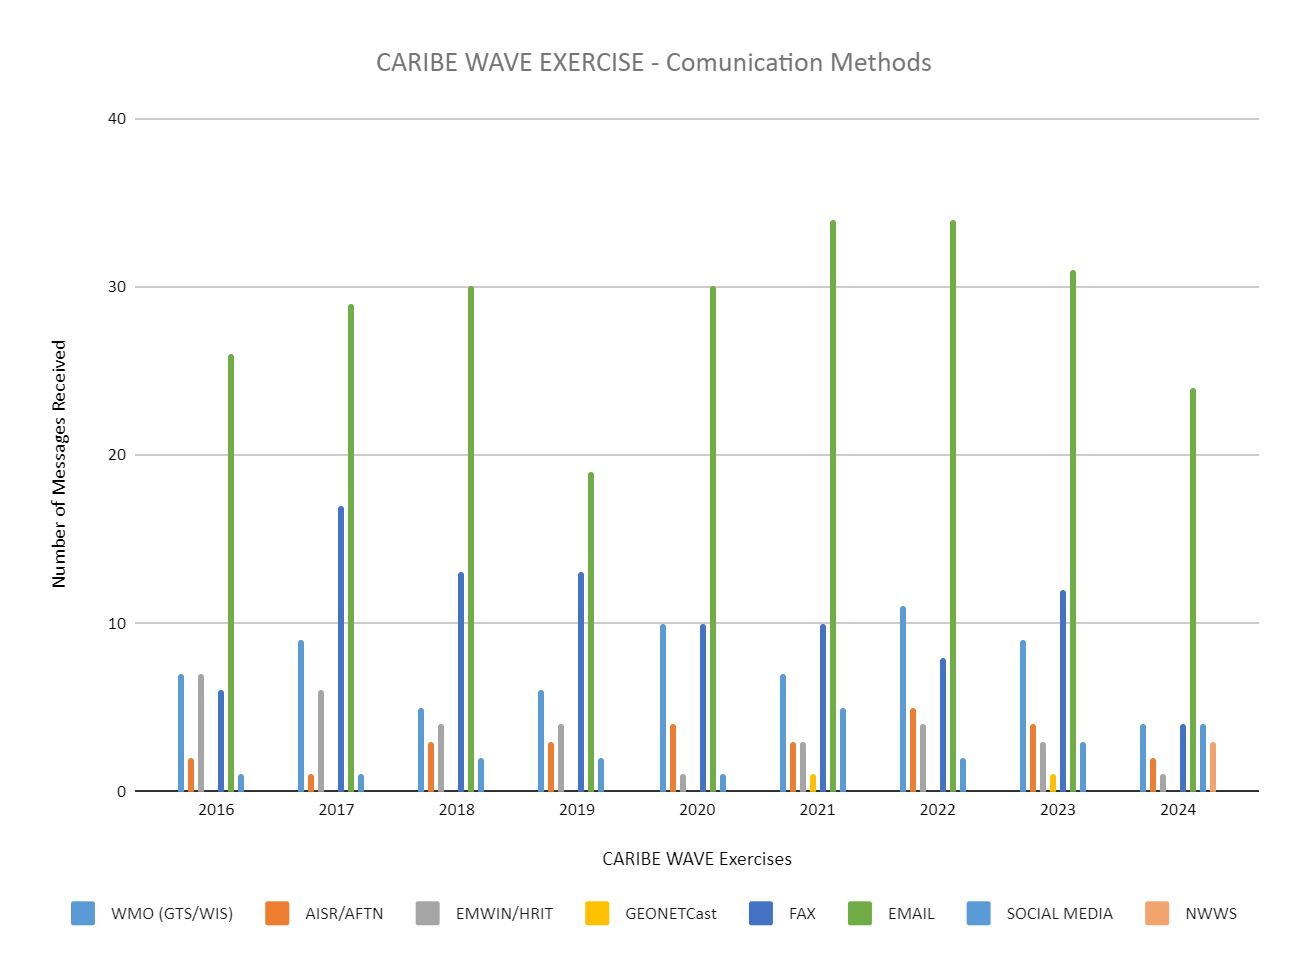 CARIBE WAVE EXERCISE - Comunication Methods
40
30
20
10
0
Number of Messages Received
2016 2017 2018 2019 2020 2021 2022 2023 2024
CARIBE WAVE Exercises
WMO (GTS/WIS) AISR/AFTN EMWIN/HRIT GEONETCast FAX EMAIL SOCIAL MEDIA NWWS